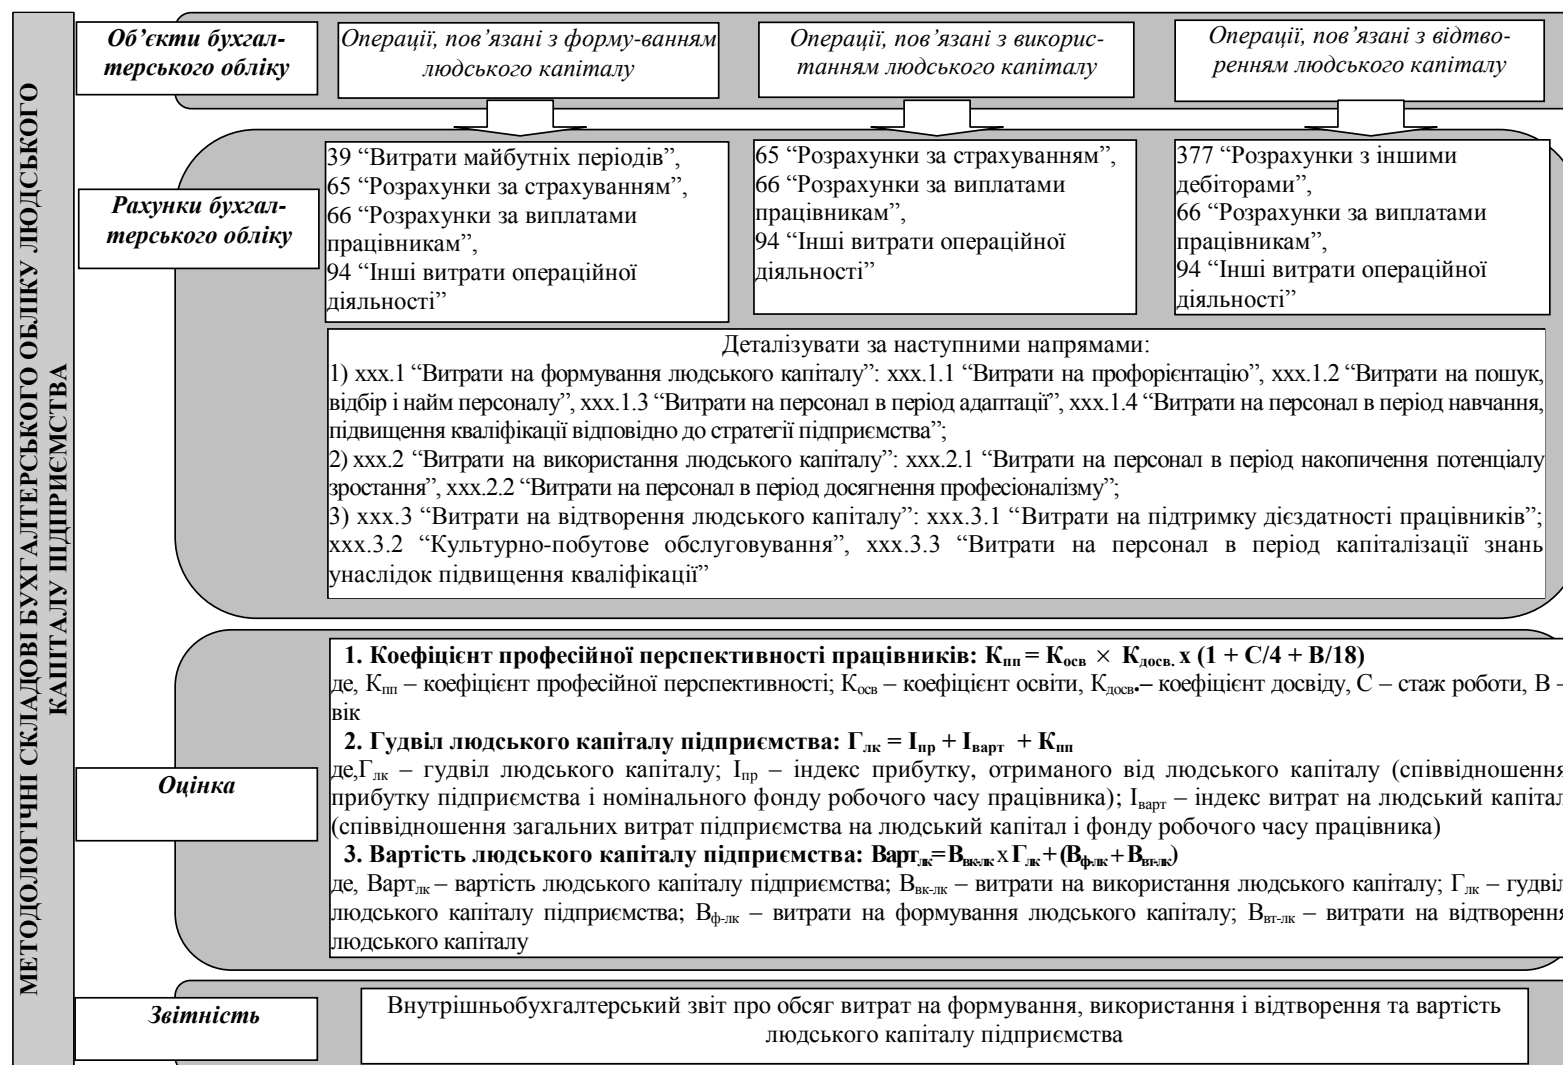 МЕТОДОЛОГІЧНІ СКЛАДОВІ БУХГАЛТЕРСЬКОГО ОБЛІКУ ЛЮДСЬКОГО
КАПІТАЛУ ПІДПРИЄМСТВА
Об’єкти бухгал-
терського обліку
Операції, пов’язані з форму-ванням
людського капіталу
Операції, пов’язані з викорис-
танням людського капіталу
Операції, пов’язані з відтво-
ренням людського капіталу
Рахунки бухгал-
терського обліку
39 “Витрати майбутніх періодів”,
65 “Розрахунки за страхуванням”,
66 “Розрахунки за виплатами
працівникам”,
94 “Інші витрати операційної
діяльності”
65 “Розрахунки за страхуванням”,
66 “Розрахунки за виплатами
працівникам”,
94 “Інші витрати операційної
діяльності”
377 “Розрахунки з іншими
дебіторами”,
66 “Розрахунки за виплатами
працівникам”,
94 “Інші витрати операційної
діяльності”
Деталізувати за наступними напрямами:
1) ххх.1 “Витрати на формування людського капіталу”: ххх.1.1 “Витрати на профорієнтацію”, ххх.1.2 “Витрати на пошук,
відбір і найм персоналу”, ххх.1.3 “Витрати на персонал в період адаптації”, ххх.1.4 “Витрати на персонал в період навчання,
підвищення кваліфікації відповідно до стратегії підприємства”;
2) ххх.2 “Витрати на використання людського капіталу”: ххх.2.1 “Витрати на персонал в період накопичення потенціалу
зростання”, ххх.2.2 “Витрати на персонал в період досягнення професіоналізму”;
3) ххх.3 “Витрати на відтворення людського капіталу”: ххх.3.1 “Витрати на підтримку дієздатності працівників”;
ххх.3.2 “Культурно-побутове обслуговування”, ххх.3.3 “Витрати на персонал в період капіталізації знань
унаслідок підвищення кваліфікації”
Оцінка
1. Коефіцієнт професійної перспективності працівників: Кпп = Косв × Кдосв. х (1 + С/4 + В/18)
де, Кпп – коефіцієнт професійної перспективності; Косв – коефіцієнт освіти, Кдосв.– коефіцієнт досвіду, С – стаж роботи, В –
вік
2. Гудвіл людського капіталу підприємства: Глк = Іпр + Іварт + Кпп
де,Глк – гудвіл людського капіталу; Іпр – індекс прибутку, отриманого від людського капіталу (співвідношення
прибутку підприємства і номінального фонду робочого часу працівника); Іварт – індекс витрат на людський капітал
(співвідношення загальних витрат підприємства на людський капітал і фонду робочого часу працівника)
3. Вартість людського капіталу підприємства: Вартлк=Ввк-лк х Глк+(Вф-лк+Ввт-лк)
де, Вартлк – вартість людського капіталу підприємства; Ввк-лк – витрати на використання людського капіталу; Глк – гудвіл
людського капіталу підприємства; Вф-лк – витрати на формування людського капіталу; Ввт-лк – витрати на відтворення
людського капіталу
Звітність
Внутрішньобухгалтерський звіт про обсяг витрат на формування, використання і відтворення та вартість
людського капіталу підприємства